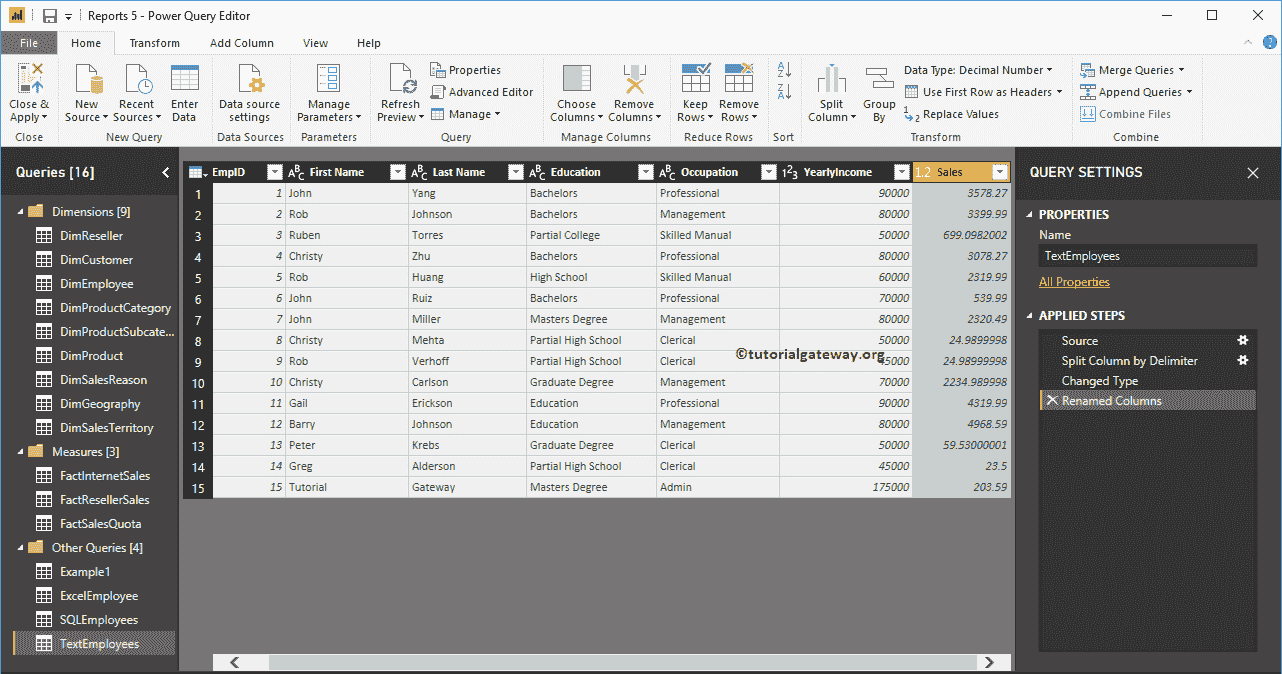 Reports 5 - Power Query Editor
File Home Transform Add Column View Help
Close & Apply
New Source
Recent Sources
Enter Data
Data source settings
Manage Parameters
Refresh Preview
Properties
Advanced Editor
Manage
Choose Columns
Remove Columns
Keep Rows
Remove Rows
Split Column
Group By
Data Type: Decimal Number
Use First Row as Headers
Replace Values
Merge Queries
Append Queries
Combine Files
Close New Query Data Sources Parameters Query Manage Columns Reduce Rows Sort Transform Combine
Queries [16]
Dimensions [9]
DimReseller
DimCustomer
DimEmployee
DimProductCategory
DimProductSubcate...
DimProduct
DimSalesReason
DimGeography
DimSalesTerritory
Measures [3]
FactInternetSales
FactResellerSales
FactSalesQuota
Other Queries [4]
Example1
ExcelEmployee
SQLEmployees
TextEmployees
EmpID ABC First Name ABC Last Name ABC Education ABC Occupation 123 YearlyIncome 1.2 Sales
1 1 John Yang Bachelors Professional 90000 3578.27
2 2 Rob Johnson Bachelors Management 80000 3399.99
3 3 Ruben Torres Partial College Skilled Manual 50000 699.0982002
4 4 Christy Zhu Bachelors Professional 80000 3078.27
5 5 Rob Huang High School Skilled Manual 60000 2319.99
6 6 John Ruiz Bachelors Professional 70000 539.99
7 7 John Miller Masters Degree Management 80000 2320.49
8 8 Christy Mehta Partial High School Clerical 50000 24.9899998
9 9 Rob Verhoff Partial High School Clerical 45000 24.98999998
10 10 Christy Carlson Graduate Degree Management 70000 2234.989998
11 11 Gail Erickson Education Professional 90000 4319.99
12 12 Barry Johnson Education Management 80000 4968.59
13 13 Peter Krebs Graduate Degree Clerical 50000 59.53000001
14 14 Greg Alderson Partial High School Clerical 45000 23.5
15 15 Tutorial Gateway Masters Degree Admin 175000 203.59
©tutorialgateway.org
QUERY SETTINGS
PROPERTIES
Name
TextEmployees
All Properties
APPLIED STEPS
Source
Split Column by Delimiter
Changed Type
Renamed Columns